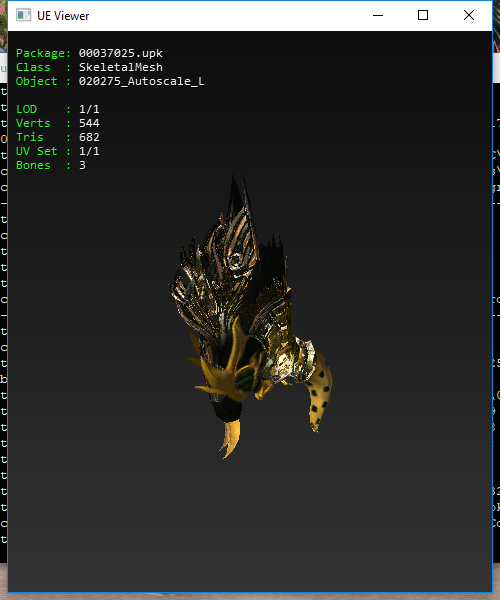 UE Viewer
Package: 00037025.upk
Class : SkeletalMesh
Object : 020275_Autoscale_L
LOD : 1/1
Verts : 544
Tris : 682
UV Set : 1/1
Bones : 3